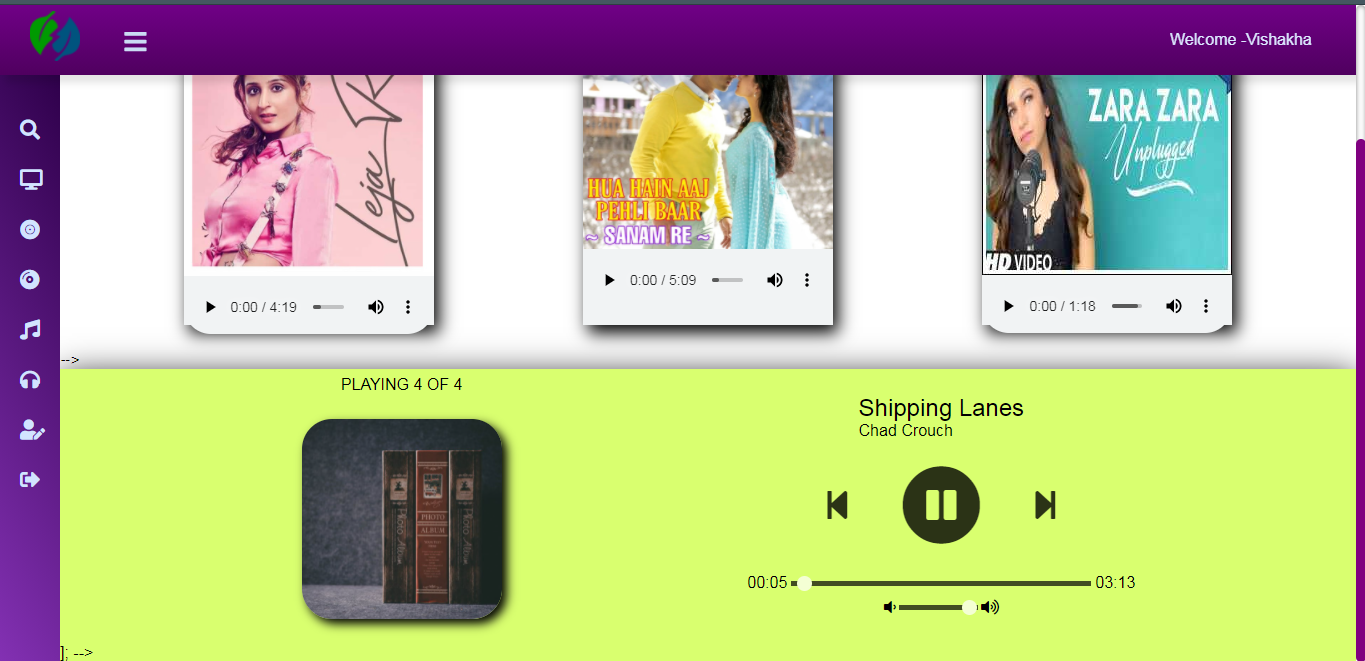 Welcome -Vishakha
Leja Re
HUA HAIN AAJ
PEHLI BAAR
~ SANAM RE ~
ZARA ZARA
Unplugged
HD VIDEO
0:00 / 4:19
0:00 / 5:09
0:00 / 1:18
-->
PLAYING 4 OF 4
Shipping Lanes
Chad Crouch
PHOTO
ALBUM
00:05
03:13
]; -->